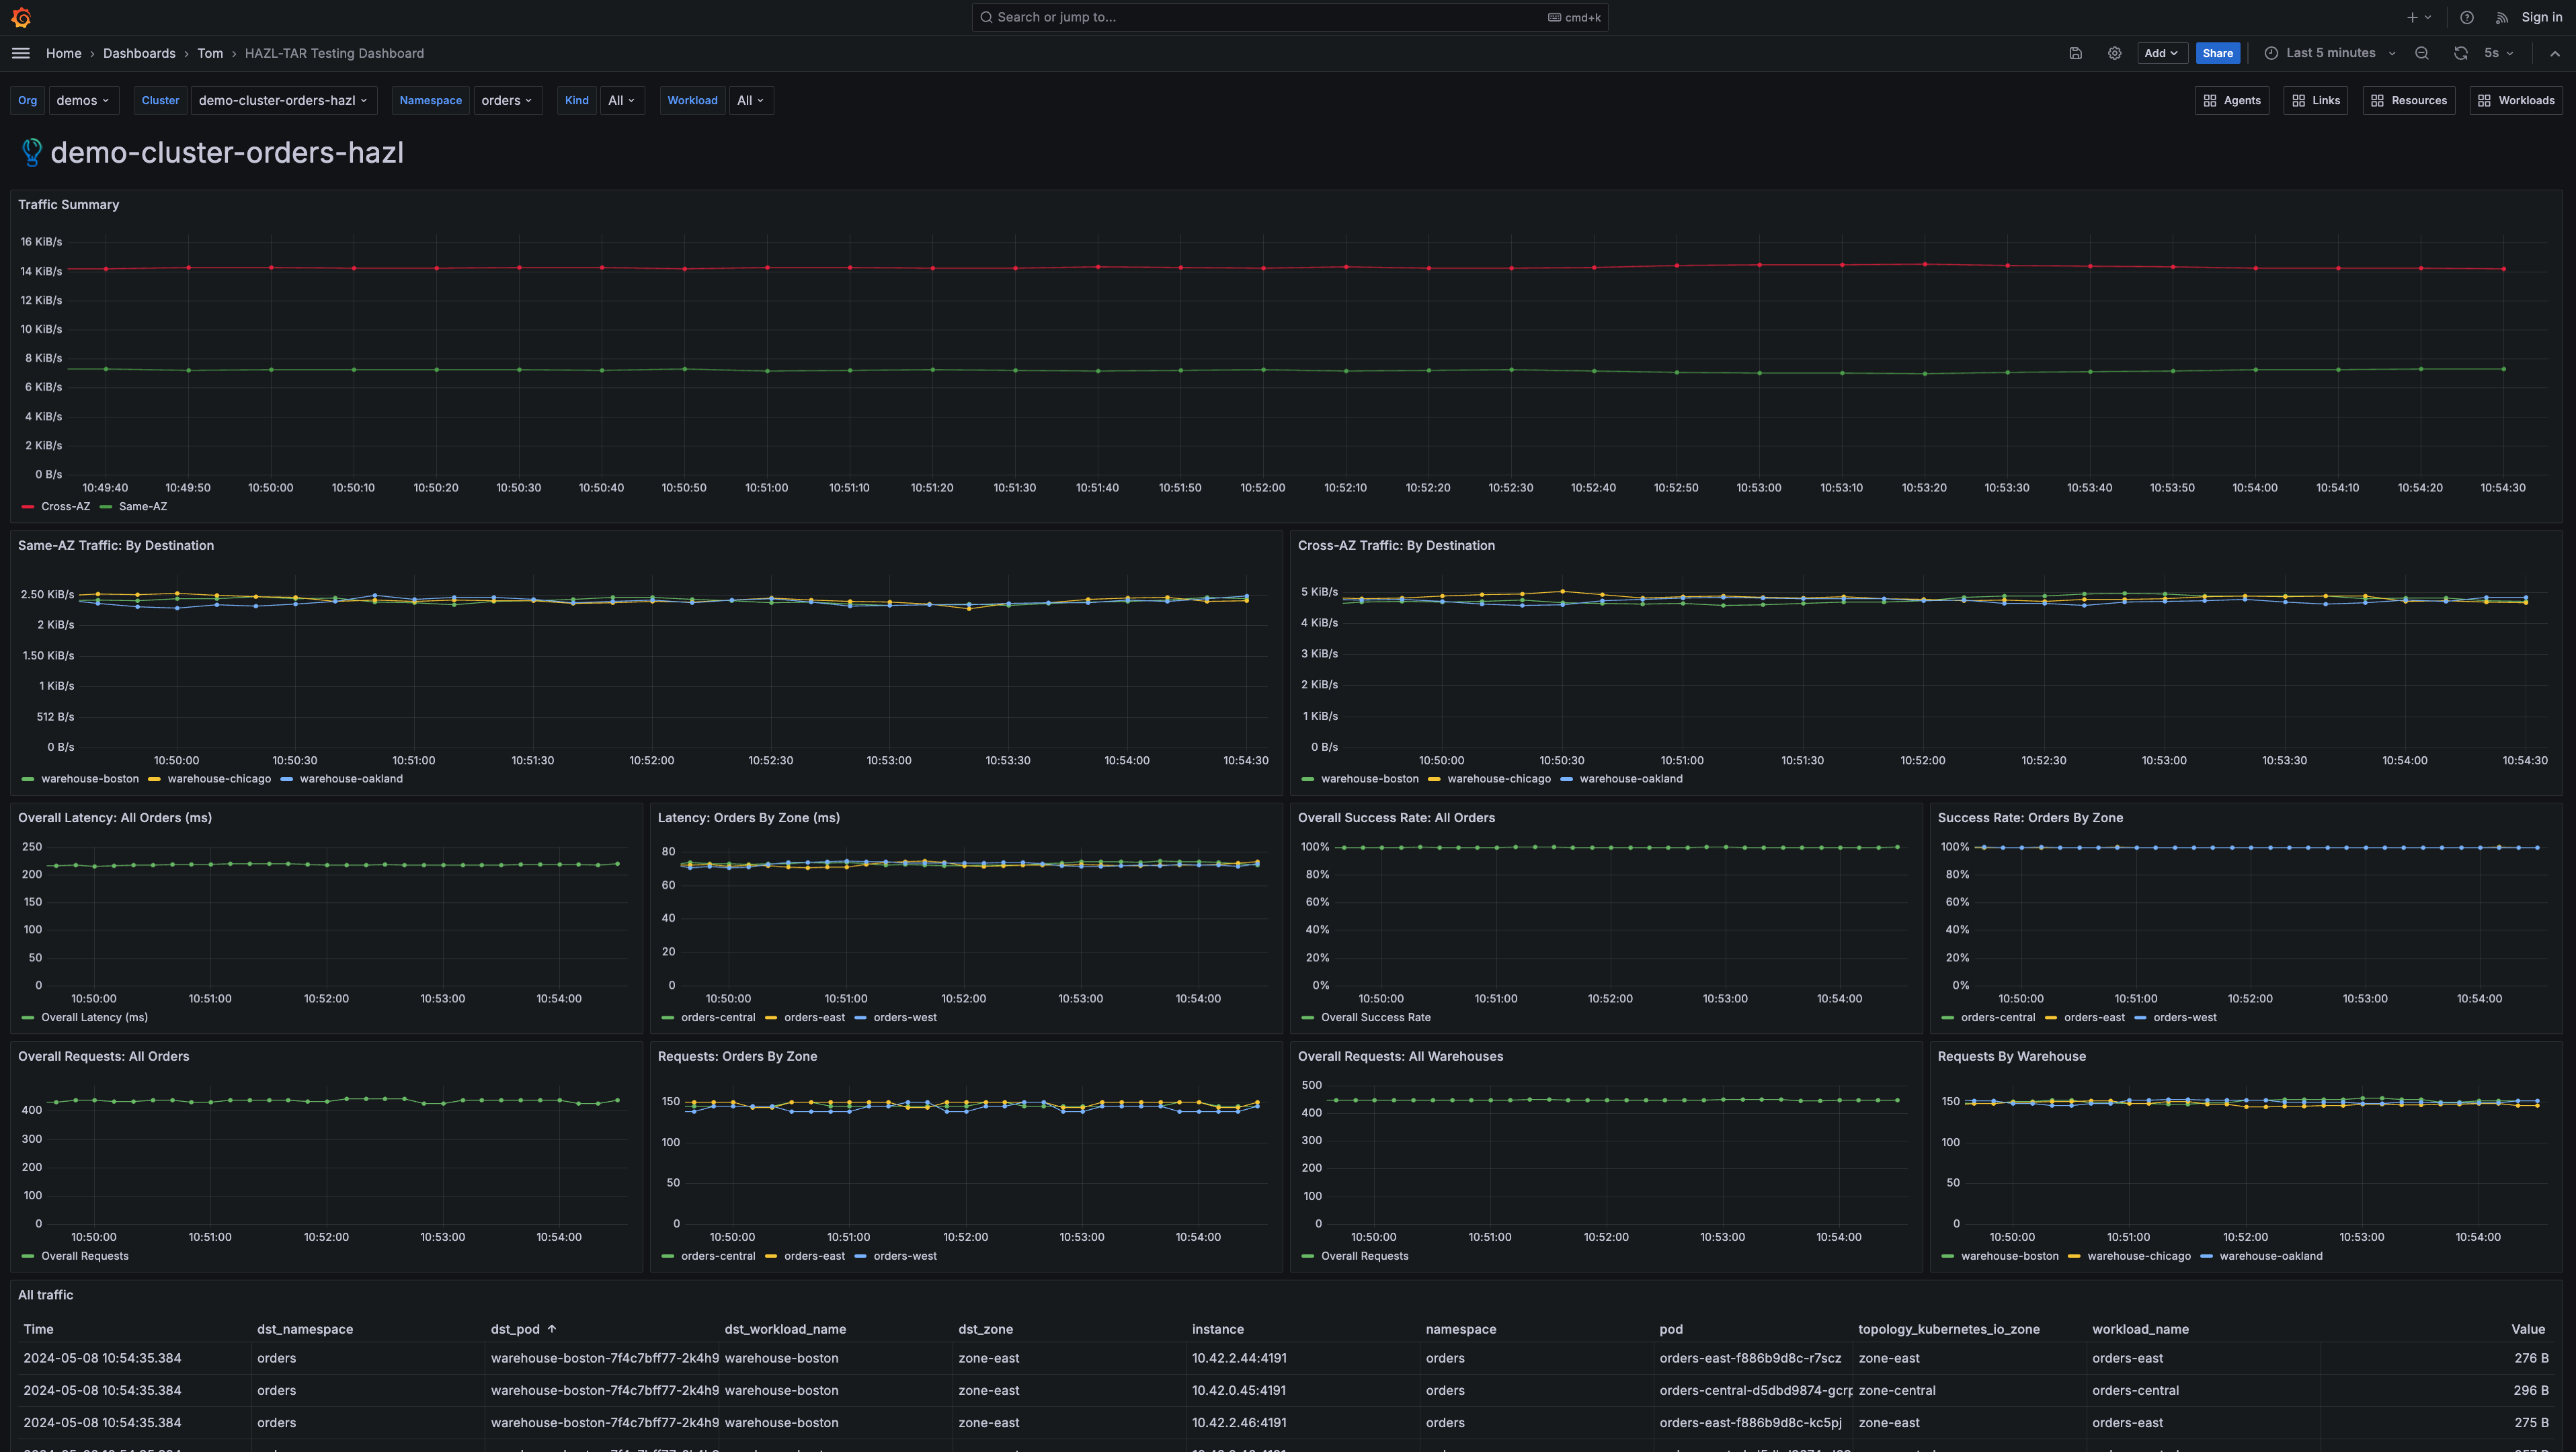 Search or jump to... cmd+k Sign in
Home › Dashboards › Tom › HAZL-TAR Testing Dashboard Add Share Last 5 minutes 5s
Org demos Cluster demo-cluster-orders-hazl Namespace orders Kind All Workload All Agents Links Resources Workloads
demo-cluster-orders-hazl
Traffic Summary
16 KiB/s
14 KiB/s
12 KiB/s
10 KiB/s
8 KiB/s
6 KiB/s
4 KiB/s
2 KiB/s
0 B/s
10:49:40 10:49:50 10:50:00 10:50:10 10:50:20 10:50:30 10:50:40 10:50:50 10:51:00 10:51:10 10:51:20 10:51:30 10:51:40 10:51:50 10:52:00 10:52:10 10:52:20 10:52:30 10:52:40 10:52:50 10:53:00 10:53:10 10:53:20 10:53:30 10:53:40 10:53:50 10:54:00 10:54:10 10:54:20 10:54:30
Cross-AZ Same-AZ
Same-AZ Traffic: By Destination
2.50 KiB/s
2 KiB/s
1.50 KiB/s
1 KiB/s
512 B/s
0 B/s
10:50:00 10:50:30 10:51:00 10:51:30 10:52:00 10:52:30 10:53:00 10:53:30 10:54:00 10:54:30
warehouse-boston warehouse-chicago warehouse-oakland
Cross-AZ Traffic: By Destination
5 KiB/s
4 KiB/s
3 KiB/s
2 KiB/s
1 KiB/s
0 B/s
10:50:00 10:50:30 10:51:00 10:51:30 10:52:00 10:52:30 10:53:00 10:53:30 10:54:00 10:54:30
warehouse-boston warehouse-chicago warehouse-oakland
Overall Latency: All Orders (ms)
250
200
150
100
50
0
10:50:00 10:51:00 10:52:00 10:53:00 10:54:00
Overall Latency (ms)
Latency: Orders By Zone (ms)
80
60
40
20
0
10:50:00 10:51:00 10:52:00 10:53:00 10:54:00
orders-central orders-east orders-west
Overall Success Rate: All Orders
100%
80%
60%
40%
20%
0%
10:50:00 10:51:00 10:52:00 10:53:00 10:54:00
Overall Success Rate
Success Rate: Orders By Zone
100%
80%
60%
40%
20%
0%
10:50:00 10:51:00 10:52:00 10:53:00 10:54:00
orders-central orders-east orders-west
Overall Requests: All Orders
400
300
200
100
0
10:50:00 10:51:00 10:52:00 10:53:00 10:54:00
Overall Requests
Requests: Orders By Zone
150
100
50
0
10:50:00 10:51:00 10:52:00 10:53:00 10:54:00
orders-central orders-east orders-west
Overall Requests: All Warehouses
500
400
300
200
100
0
10:50:00 10:51:00 10:52:00 10:53:00 10:54:00
Overall Requests
Requests By Warehouse
150
100
50
0
10:50:00 10:51:00 10:52:00 10:53:00 10:54:00
warehouse-boston warehouse-chicago warehouse-oakland
All traffic
Time dst_namespace dst_pod ↑ dst_workload_name dst_zone instance namespace pod topology_kubernetes_io_zone workload_name Value
2024-05-08 10:54:35.384 orders warehouse-boston-7f4c7bff77-2k4h9 warehouse-boston zone-east 10.42.2.44:4191 orders orders-east-f886b9d8c-r7scz zone-east orders-east 276 B
2024-05-08 10:54:35.384 orders warehouse-boston-7f4c7bff77-2k4h9 warehouse-boston zone-east 10.42.0.45:4191 orders orders-central-d5dbd9874-gcrp zone-central orders-central 296 B
2024-05-08 10:54:35.384 orders warehouse-boston-7f4c7bff77-2k4h9 warehouse-boston zone-east 10.42.2.46:4191 orders orders-east-f886b9d8c-kc5pj zone-east orders-east 275 B